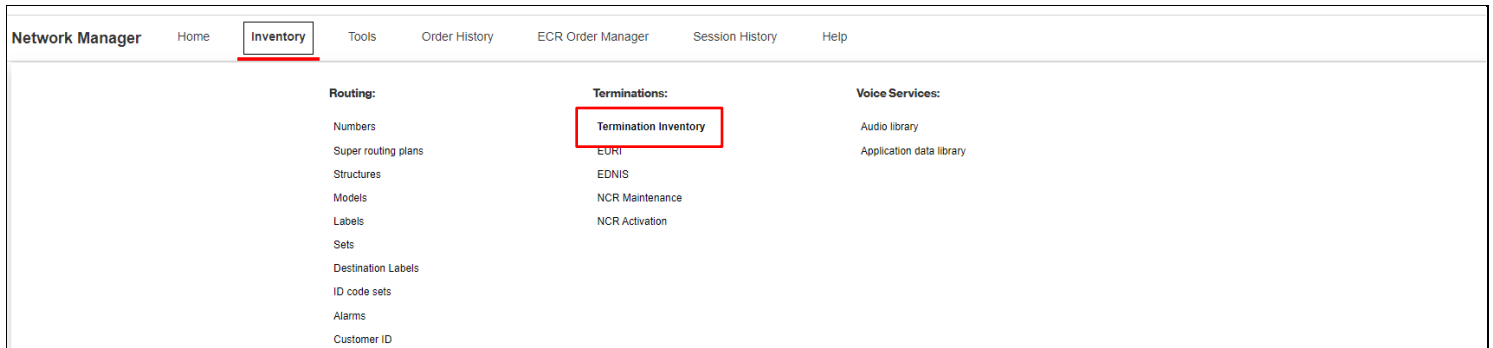 Network Manager Home Inventory Tools Order History ECR Order Manager Session History Help
Routing: Terminations: Voice Services:
Numbers Termination Inventory Audio library
Super routing plans EURI Application data library
Structures EDNIS
Models NCR Maintenance
Labels NCR Activation
Sets
Destination Labels
ID code sets
Alarms
Customer ID